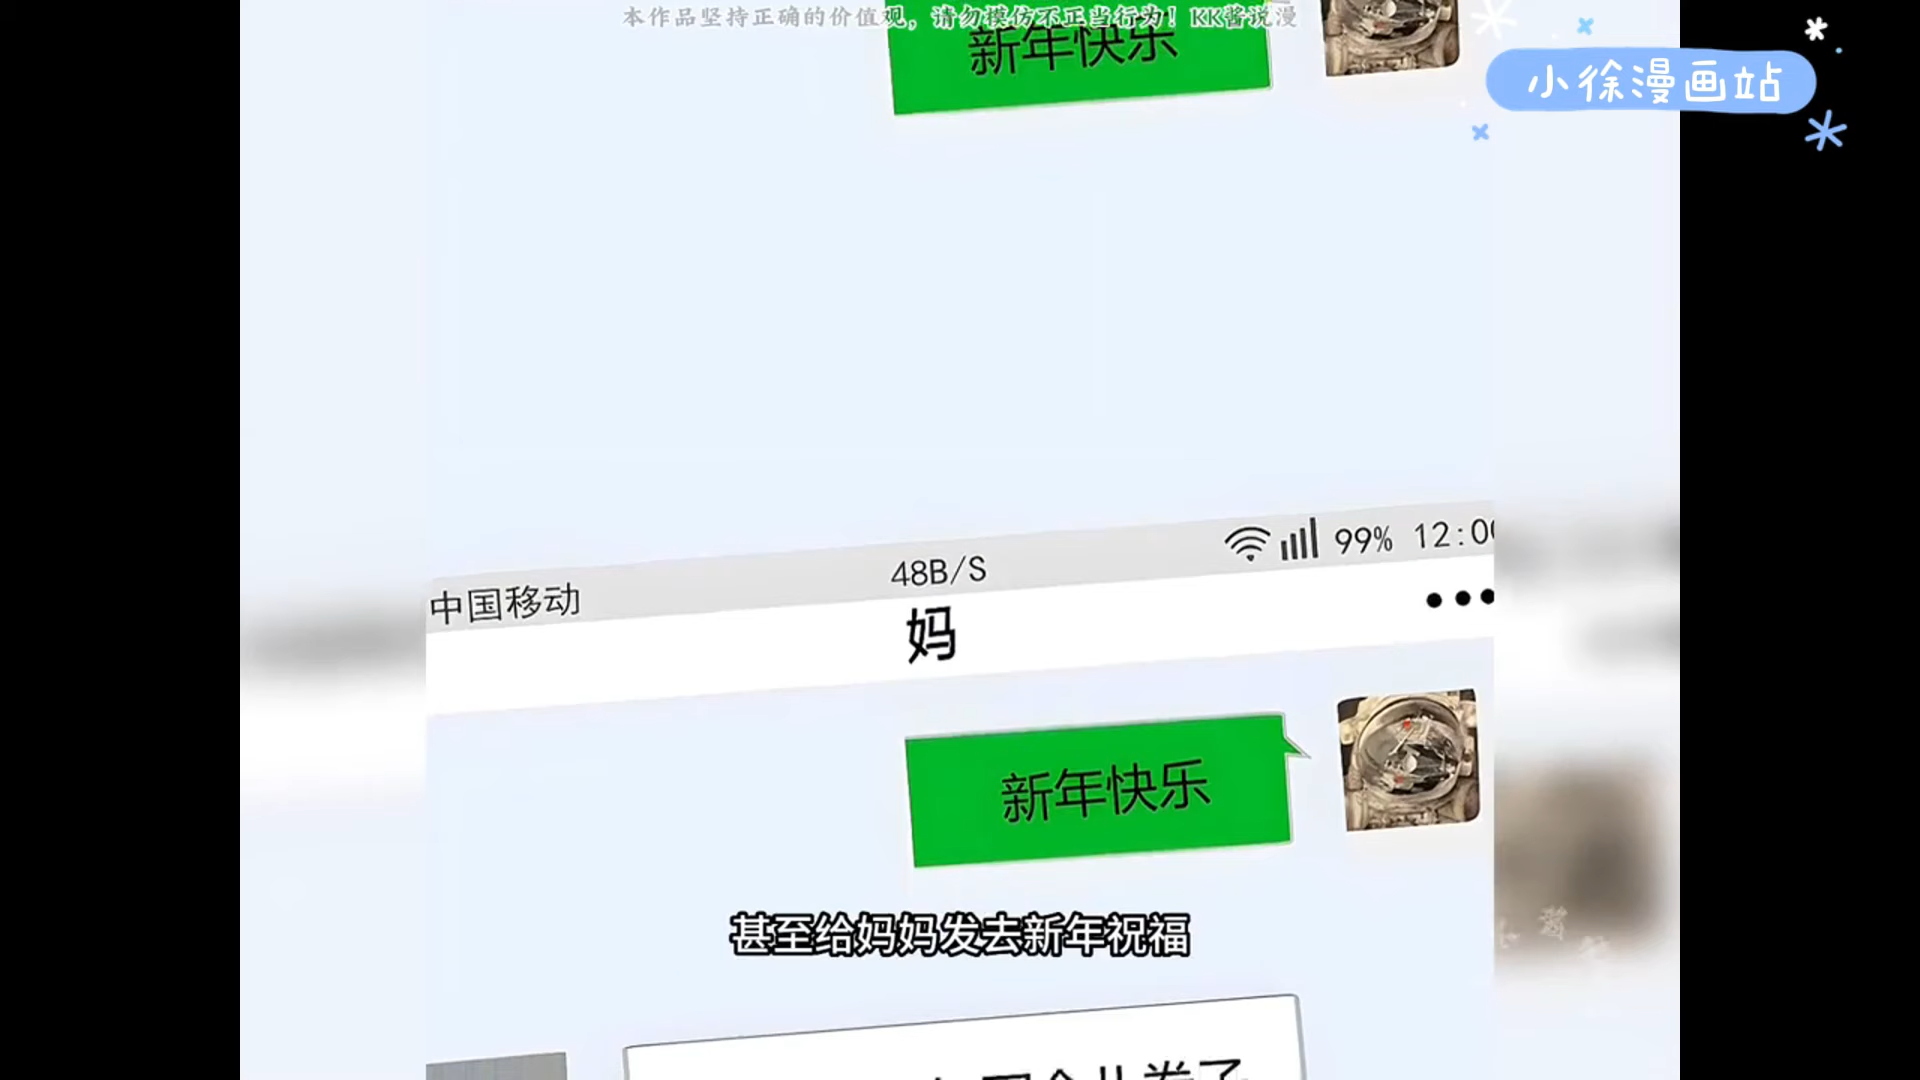 本作品坚持正确的价值观，请勿模仿不正当行为！KK酱说漫
新年快乐
小徐漫画站
中国移动 48B/S 99% 12:00
妈
新年快乐
甚至给妈妈发去新年祝福